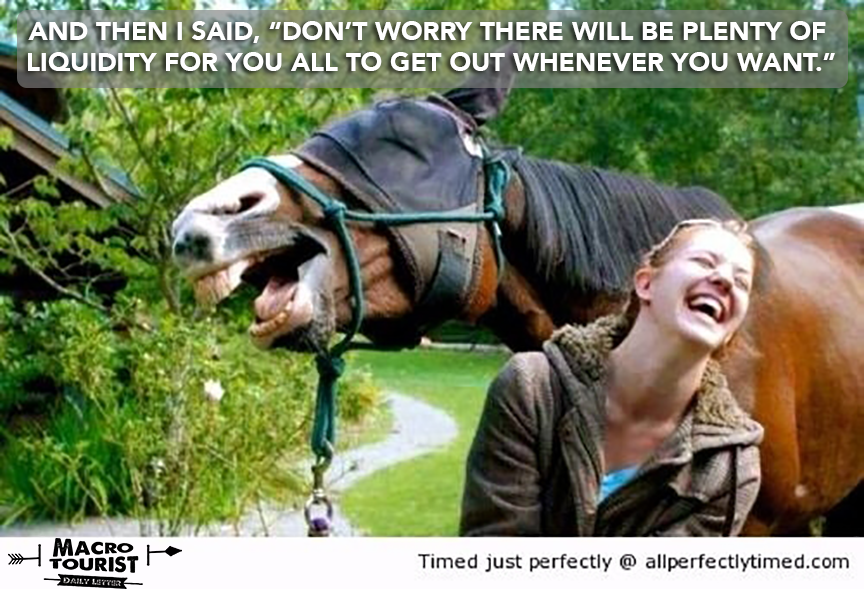 AND THEN I SAID, "DON'T WORRY THERE WILL BE PLENTY OF
LIQUIDITY FOR YOU ALL TO GET OUT WHENEVER YOU WANT."
MACRO
TOURIST
DAILY LETTER
Timed just perfectly @ allperfectlytimed.com